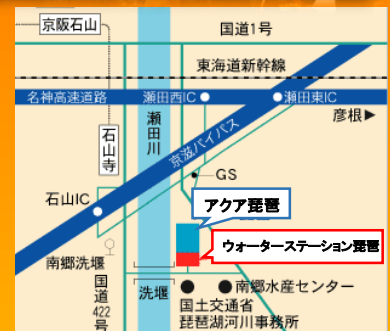 京阪石山
国道1号
東海道新幹線
名神高速道路
瀬田西IC
瀬田東IC
彦根▶
瀬田川
京滋バイパス
石山寺
GS
石山IC
アクア琵琶
ウォーターステーション琵琶
南郷洗堰
洗堰
南郷水産センター
国道422号
国土交通省
琵琶湖河川事務所